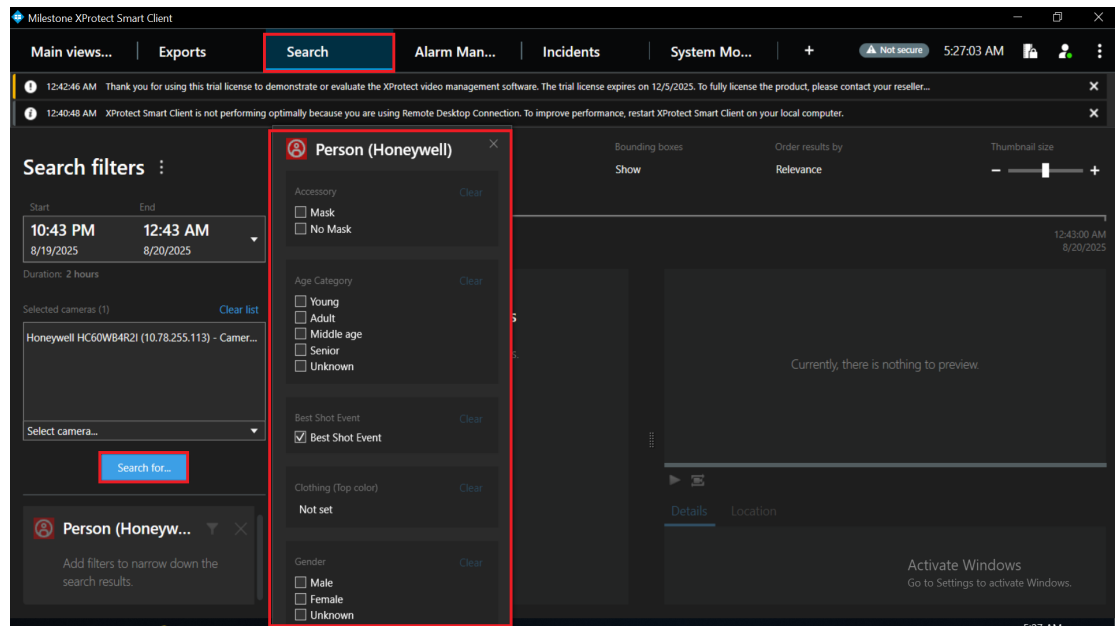 Milestone XProtect Smart Client
Main views... Exports Search Alarm Man... Incidents System Mo... + Not secure 5:27:03 AM
12:42:46 AM Thank you for using this trial license to demonstrate or evaluate the XProtect video management software. The trial license expires on 12/5/2025. To fully license the product, please contact your reseller...
12:40:48 AM XProtect Smart Client is not performing optimally because you are using Remote Desktop Connection. To improve performance, restart XProtect Smart Client on your local computer.
Search filters
Start End
10:43 PM 12:43 AM
8/19/2025 8/20/2025
Duration: 2 hours
Selected cameras (1) Clear list
Honeywell HC60WB4R2I (10.78.255.113) - Camer...
Select camera...
Search for...
Person (Honeyw...
Add filters to narrow down the
search results.
Person (Honeywell)
Accessory Clear
Mask
No Mask
Age Category Clear
Young
Adult
Middle age
Senior
Unknown
Best Shot Event Clear
Best Shot Event
Clothing (Top color) Clear
Not set
Gender Clear
Male
Female
Unknown
Bounding boxes
Show
Order results by
Relevance
Thumbnail size
12:43:00 AM
8/20/2025
Currently, there is nothing to preview.
Details Location
Activate Windows
Go to Settings to activate Windows.